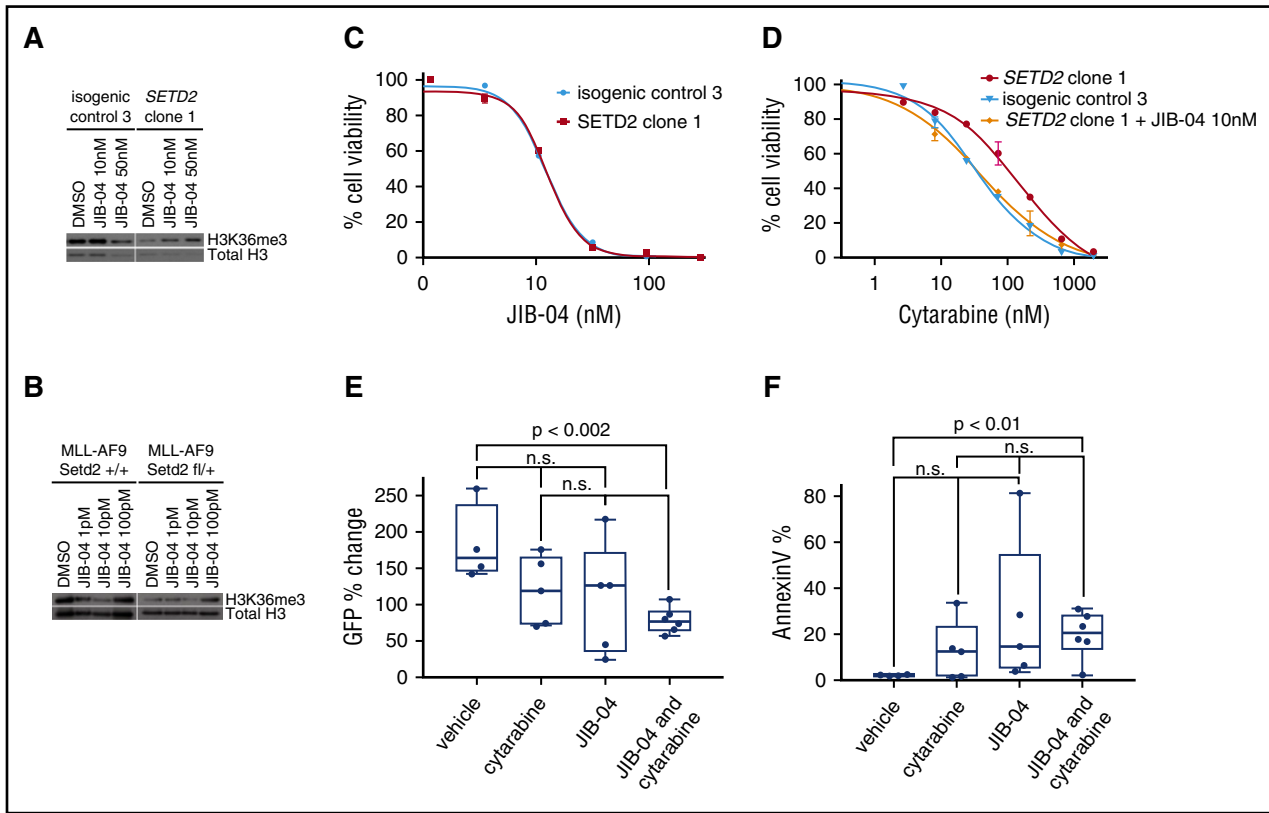 A
isogenic
control 3
SETD2
clone 1
DMSO
JIB-04 10nM
JIB-04 50nM
DMSO
JIB-04 10nM
JIB-04 50nM
H3K36me3
Total H3
B
MLL-AF9
Setd2 +/+
MLL-AF9
Setd2 fl/+
DMSO
JIB-04 1pM
JIB-04 10pM
JIB-04 100pM
DMSO
JIB-04 1pM
JIB-04 10pM
JIB-04 100pM
H3K36me3
Total H3
C
% cell viability
100
80
60
40
20
0
0
10
100
JIB-04 (nM)
isogenic control 3
SETD2 clone 1
D
% cell viability
100
80
60
40
20
0
1
10
100
1000
Cytarabine (nM)
SETD2 clone 1
isogenic control 3
SETD2 clone 1 + JIB-04 10nM
E
p < 0.002
n.s.
n.s.
GFP % change
250
200
150
100
50
0
vehicle
cytarabine
JIB-04
JIB-04 and
cytarabine
F
p < 0.01
n.s.
n.s.
AnnexinV %
80
60
40
20
0
vehicle
cytarabine
JIB-04
JIB-04 and
cytarabine